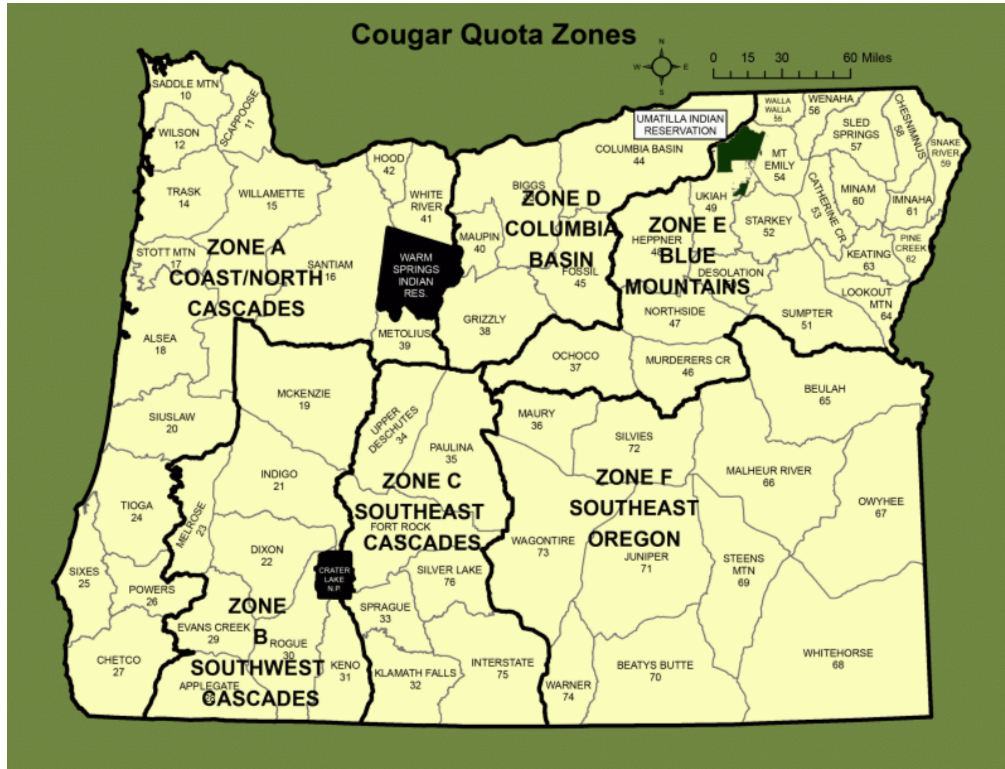 Cougar Quota Zones
N
W
E
S
0 15 30 60 Miles
SADDLE MTN
10
SCAPPOOSE
11
WILSON
12
TRASK
14
WILLAMETTE
15
HOOD
42
WHITE
RIVER
41
STOTT MTN
17
ZONE A
COAST/NORTH
CASCADES
SANTIAM
16
WARM
SPRINGS
INDIAN
RES.
METOLIUS
39
ALSEA
18
SIUSLAW
20
TIOGA
24
SIXES
25
POWERS
26
CHETCO
27
MCKENZIE
19
INDIGO
21
MELROSE
23
DIXON
22
CRATER
LAKE
N.P.
ZONE
B
SOUTHWEST
CASCADES
EVANS CREEK
29
ROGUE
30
APPLEGATE
KENO
31
UPPER
DESCHUTES
34
PAULINA
35
ZONE C
SOUTHEAST
CASCADES
FORT ROCK
SILVER LAKE
76
SPRAGUE
33
KLAMATH FALLS
32
INTERSTATE
75
UMATILLA INDIAN
RESERVATION
COLUMBIA BASIN
44
BIGGS
ZONE D
COLUMBIA
BASIN
MAUPIN
40
FOSSIL
45
GRIZZLY
38
WALLA
WALLA
WENAHA
56
SLED
SPRINGS
57
CHESNIMNUS
58
SNAKE
RIVER
59
MT
EMILY
54
CATHERINE CR
53
MINAM
60
IMNAHA
61
UKIAH
49
STARKEY
52
ZONE E
BLUE
MOUNTAINS
HEPPNER
DESOLATION
KEATING
63
PINE
CREEK
62
LOOKOUT
MTN
64
NORTHSIDE
47
SUMPTER
51
OCHOCO
37
MURDERERS CR
46
BEULAH
65
MAURY
36
SILVIES
72
MALHEUR RIVER
66
OWYHEE
67
ZONE F
SOUTHEAST
OREGON
WAGONTIRE
73
JUNIPER
71
STEENS
MTN
69
WARNER
74
BEATYS BUTTE
70
WHITEHORSE
68